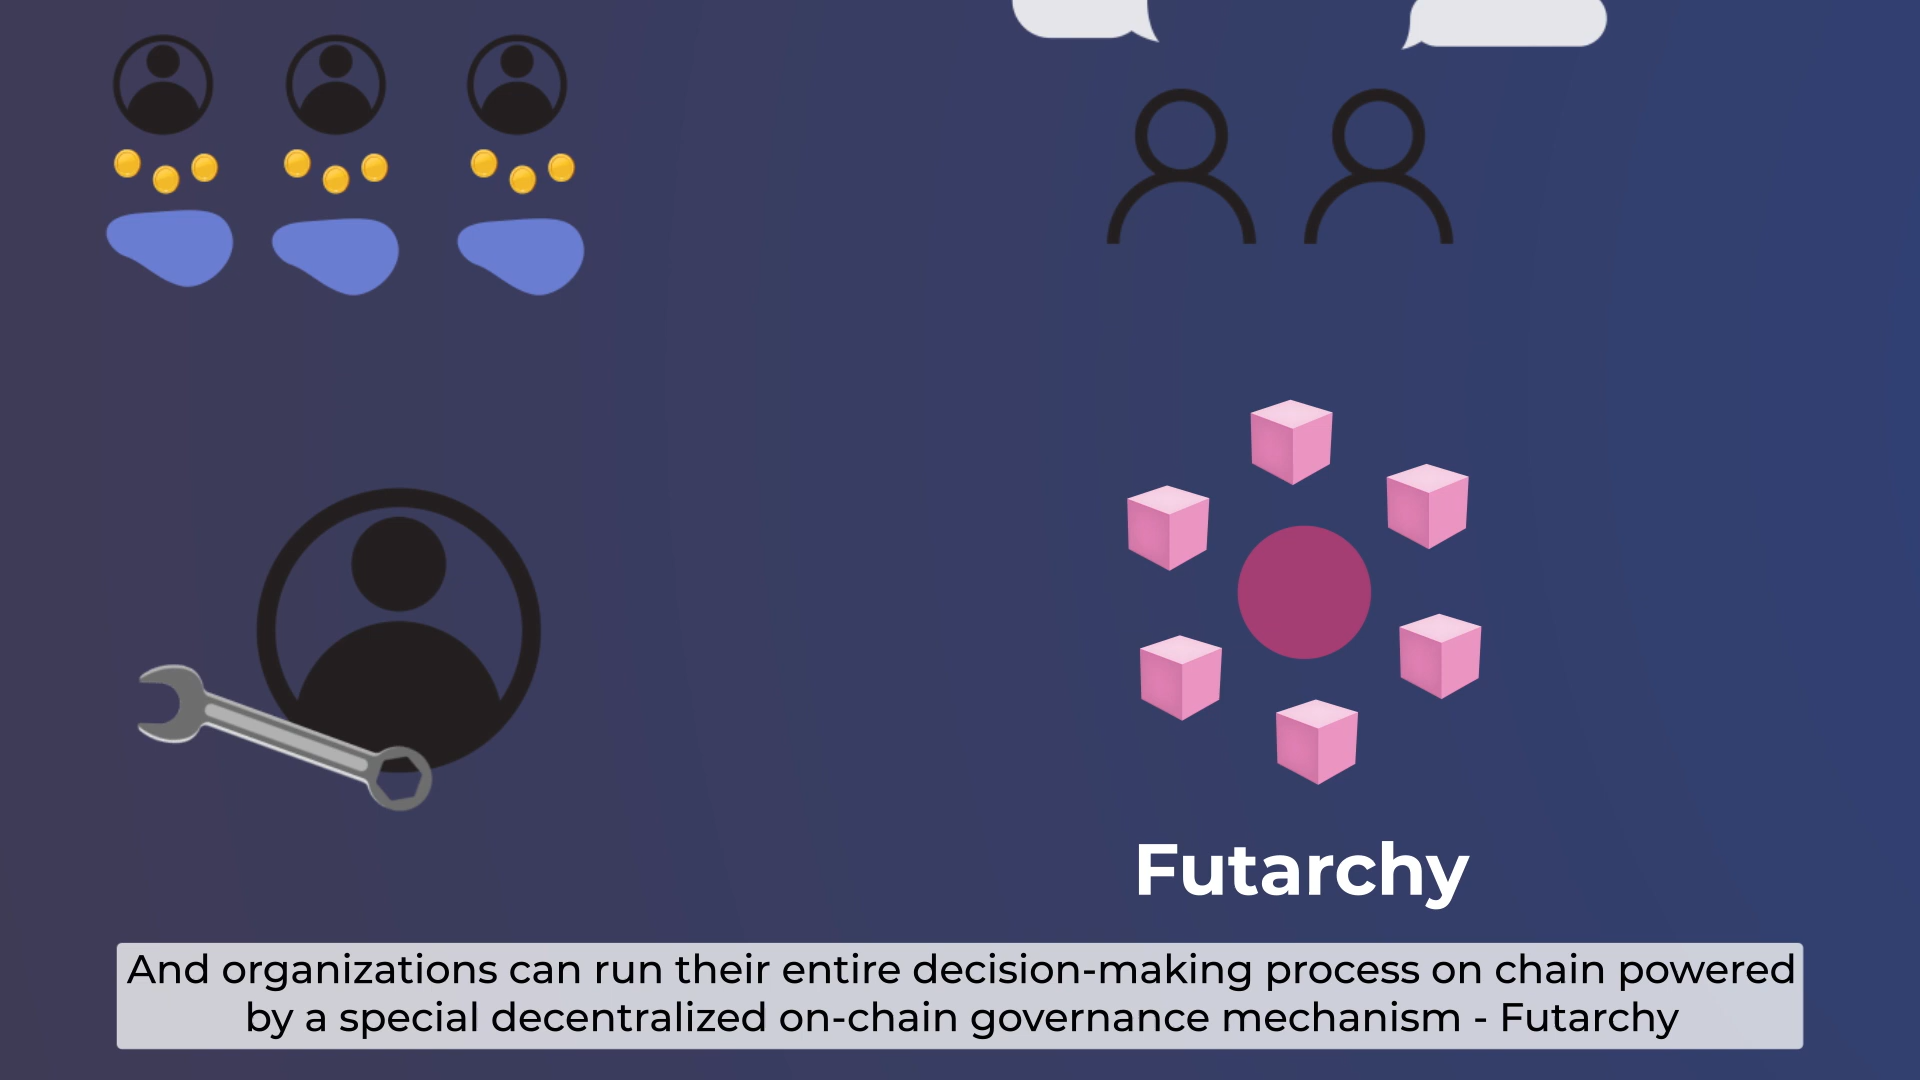 Futarchy
And organizations can run their entire decision-making process on chain powered
by a special decentralized on-chain governance mechanism - Futarchy